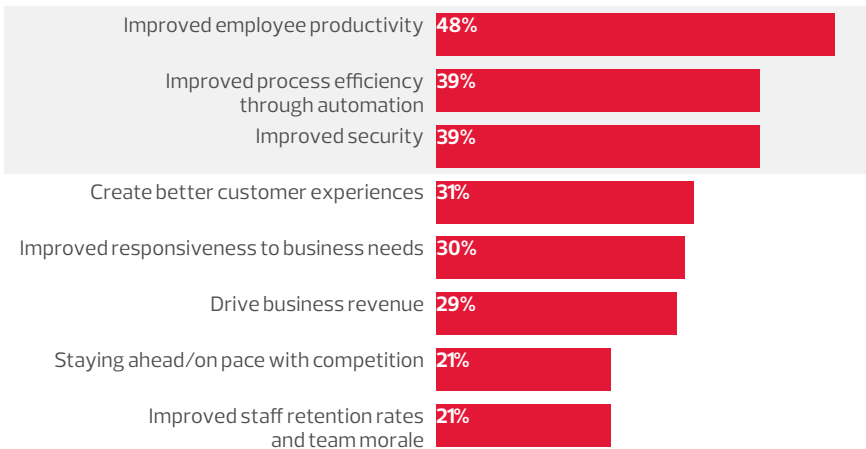 Improved employee productivity 48%
Improved process efficiency
through automation 39%
Improved security 39%
Create better customer experiences 31%
Improved responsiveness to business needs 30%
Drive business revenue 29%
Staying ahead/on pace with competition 21%
Improved staff retention rates
and team morale 21%